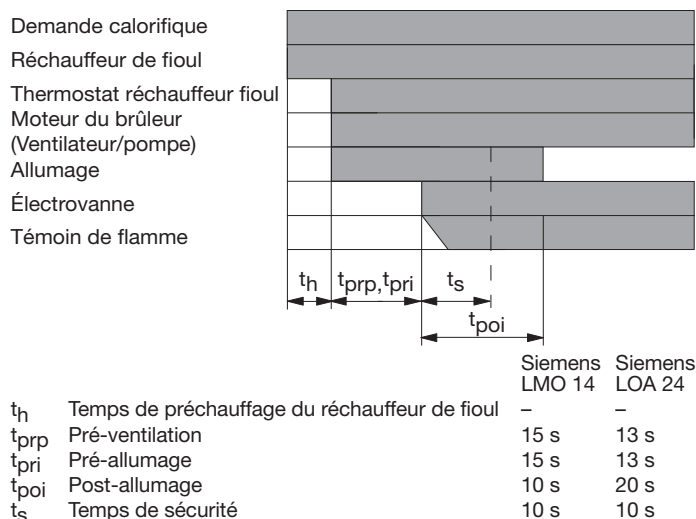 Demande calorifique
Réchauffeur de fioul
Thermostat réchauffeur fioul
Moteur du brûleur
(Ventilateur/pompe)
Allumage
Électrovanne
Témoin de flamme
th tprp,tpri ts
tpoi
Siemens Siemens
LMO 14 LOA 24
th Temps de préchauffage du réchauffeur de fioul – –
tprp Pré-ventilation 15 s 13 s
tpri Pré-allumage 15 s 13 s
tpoi Post-allumage 10 s 20 s
ts Temps de sécurité 10 s 10 s